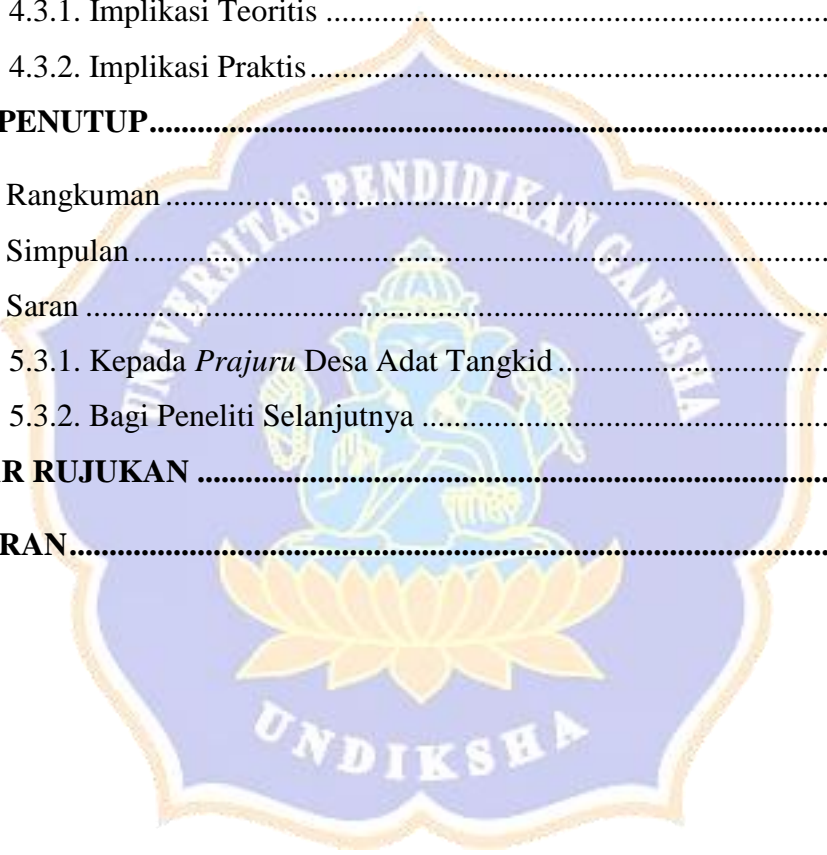 4.3.1. Implikasi Teoritis ................................................................
4.3.2. Implikasi Praktis ................................................................
PENUTUP................................................................................
Rangkuman ................................................................................
Simpulan ................................................................................
Saran ................................................................................
5.3.1. Kepada Prajuru Desa Adat Tangkid ..................................
5.3.2. Bagi Peneliti Selanjutnya ..................................................
R RUJUKAN ................................................................................
RAN................................................................................
UNIVERSITAS PENDIDIKAN GANESHA
UNDIKSHA